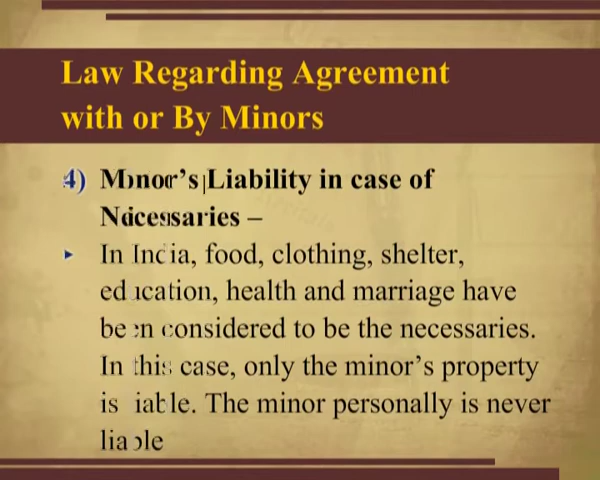 Law Regarding Agreement
with or By Minors
4) Minor's Liability in case of
Necessaries –
► In India, food, clothing, shelter,
education, health and marriage have
been considered to be the necessaries.
In this case, only the minor's property
is liable. The minor personally is never
liable